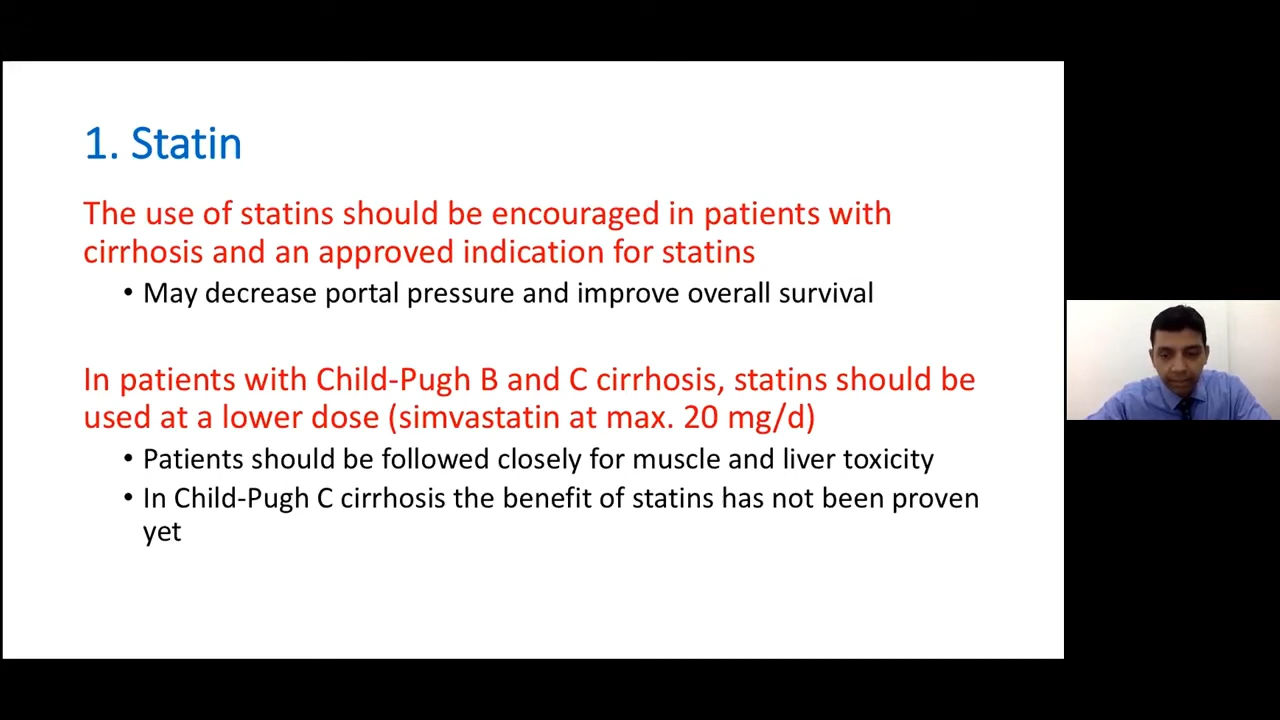 1. Statin
The use of statins should be encouraged in patients with
cirrhosis and an approved indication for statins
• May decrease portal pressure and improve overall survival
In patients with Child-Pugh B and C cirrhosis, statins should be
used at a lower dose (simvastatin at max. 20 mg/d)
• Patients should be followed closely for muscle and liver toxicity
• In Child-Pugh C cirrhosis the benefit of statins has not been proven
yet